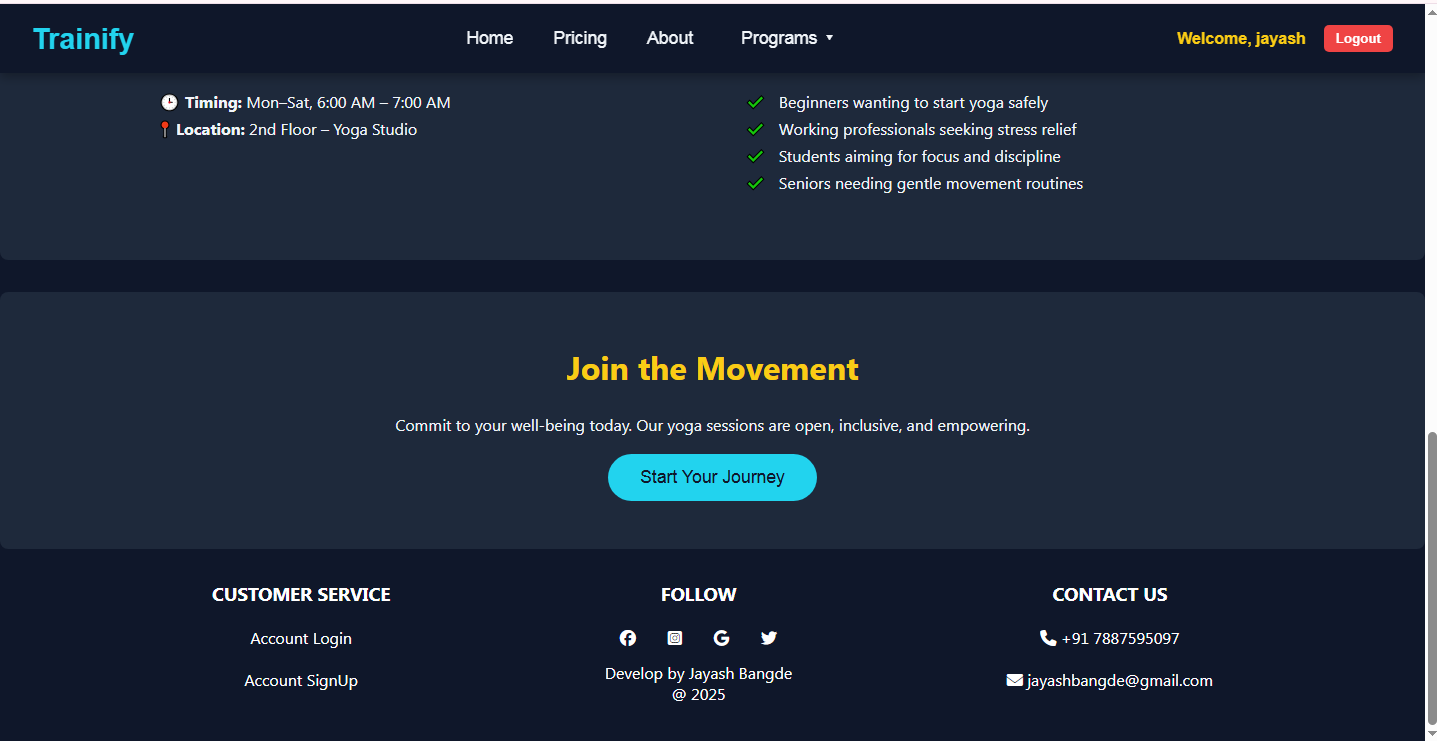 Trainify
Home
Pricing
About
Programs
Welcome, jayash
Logout
Timing: Mon–Sat, 6:00 AM – 7:00 AM
Location: 2nd Floor – Yoga Studio
Beginners wanting to start yoga safely
Working professionals seeking stress relief
Students aiming for focus and discipline
Seniors needing gentle movement routines
Join the Movement
Commit to your well-being today. Our yoga sessions are open, inclusive, and empowering.
Start Your Journey
CUSTOMER SERVICE
Account Login
Account SignUp
FOLLOW
Develop by Jayash Bangde
@ 2025
CONTACT US
+91 7887595097
jayashbangde@gmail.com